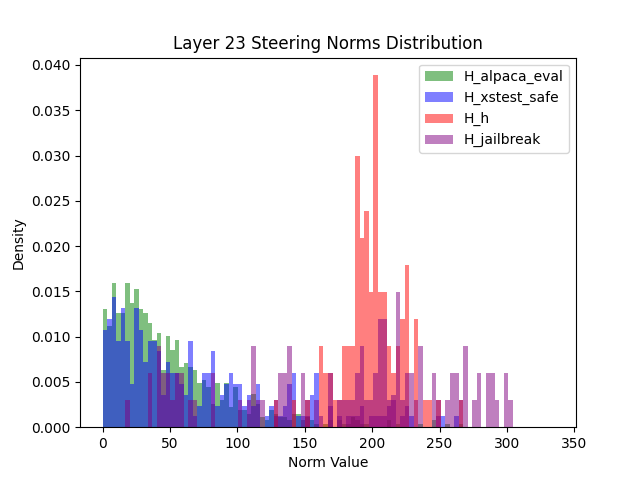 Layer 23 Steering Norms Distribution
0.040
0.035
0.030
0.025
0.020
0.015
0.010
0.005
0.000
Density
H_alpaca_eval
H_xstest_safe
H_h
H_jailbreak
0 50 100 150 200 250 300 350
Norm Value